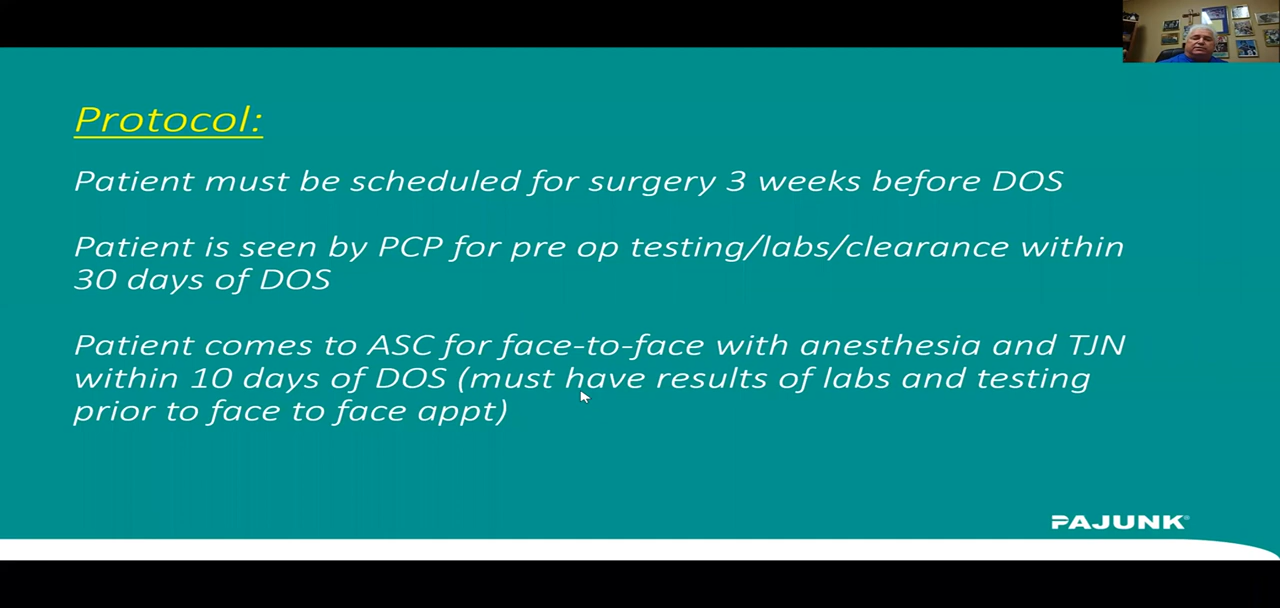 Protocol:
Patient must be scheduled for surgery 3 weeks before DOS
Patient is seen by PCP for pre op testing/labs/clearance within
30 days of DOS
Patient comes to ASC for face-to-face with anesthesia and TJN
within 10 days of DOS (must have results of labs and testing
prior to face to face appt)
PAJUNK®